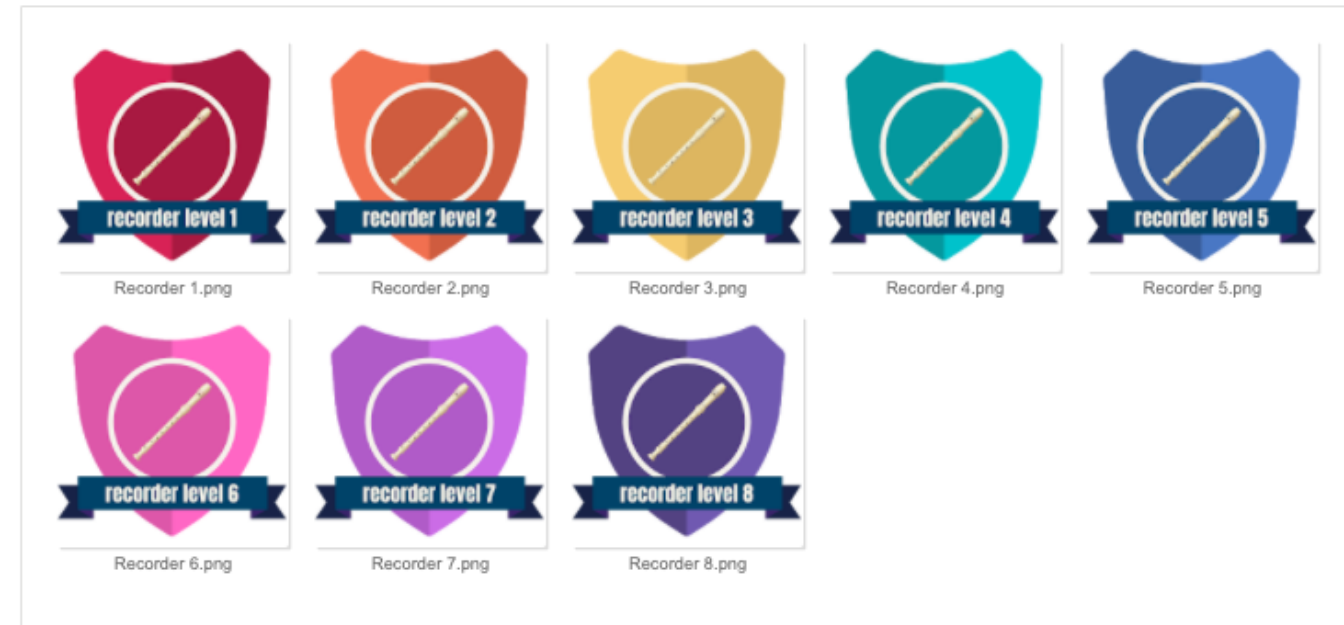 recorder level 1
recorder level 2
recorder level 3
recorder level 4
recorder level 5
Recorder 1.png
Recorder 2.png
Recorder 3.png
Recorder 4.png
Recorder 5.png
recorder level 6
recorder level 7
recorder level 8
Recorder 6.png
Recorder 7.png
Recorder 8.png